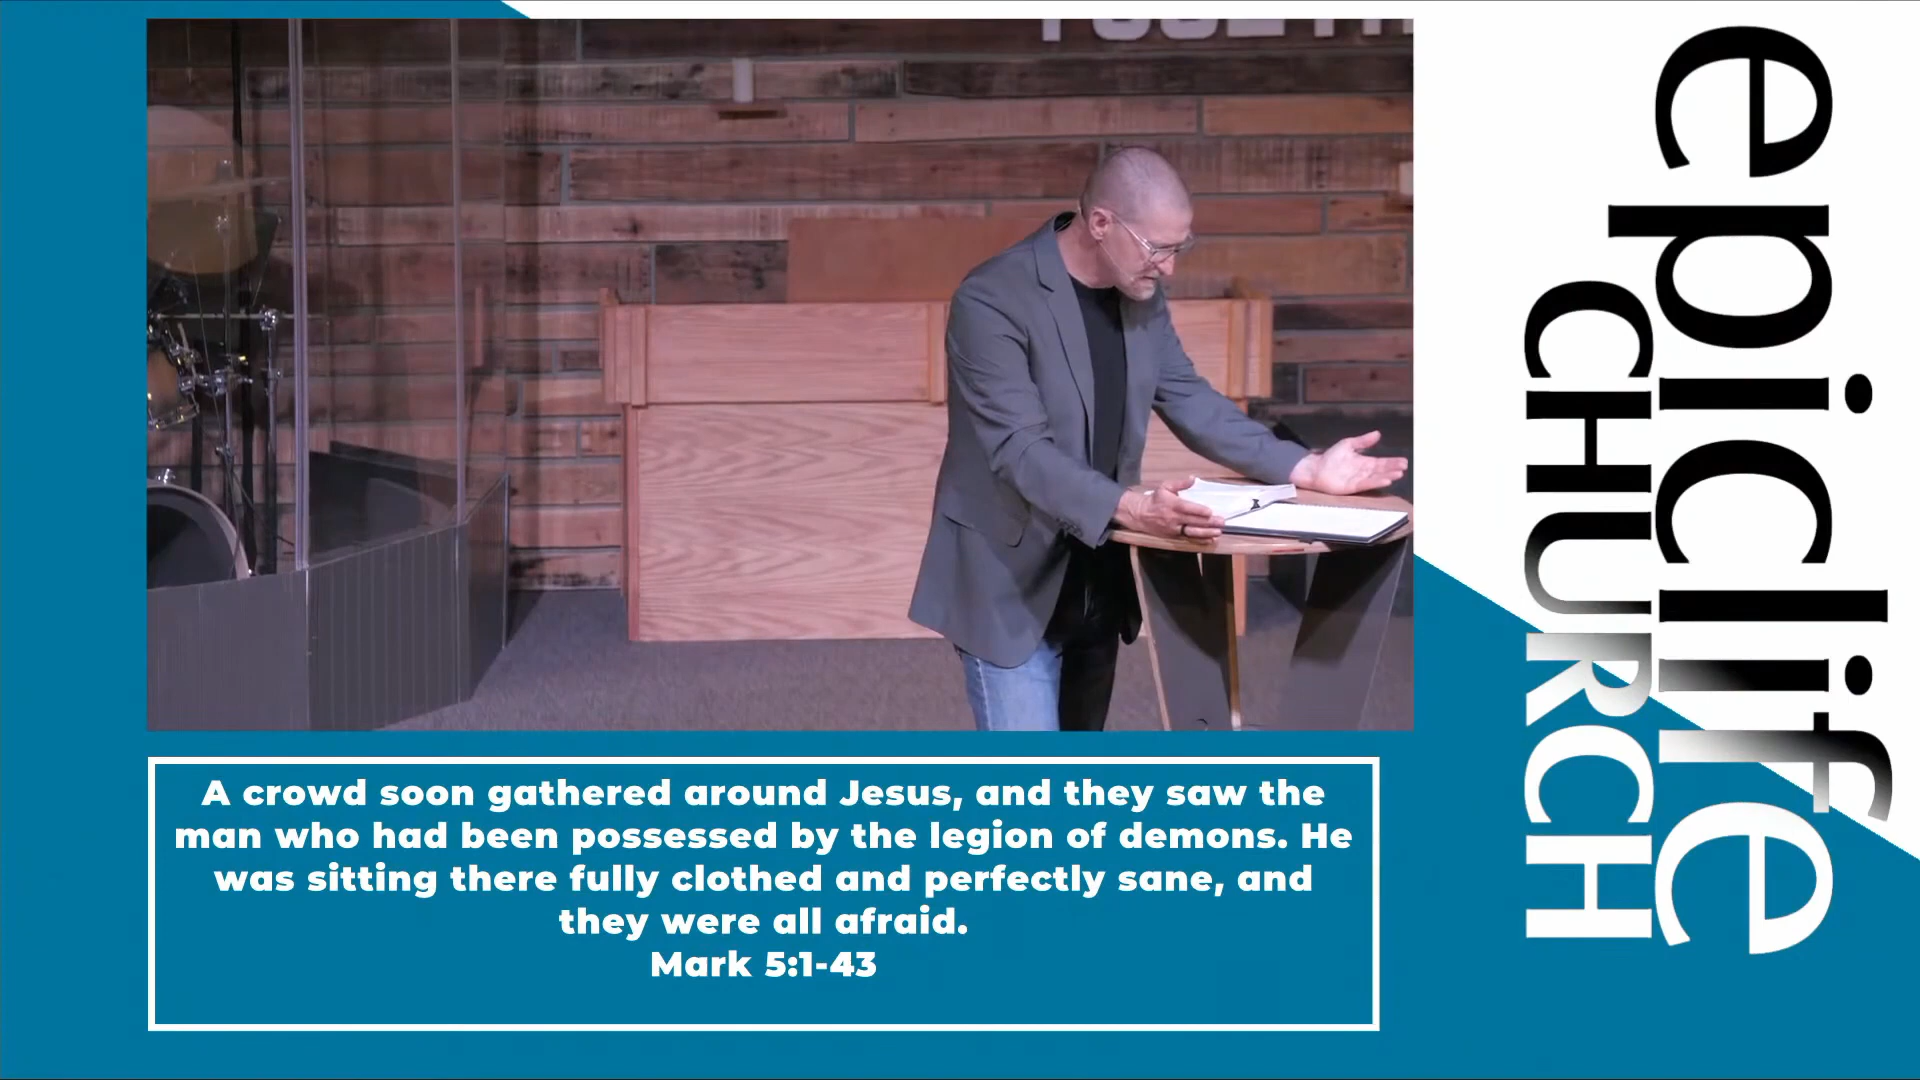 A crowd soon gathered around Jesus, and they saw the
man who had been possessed by the legion of demons. He
was sitting there fully clothed and perfectly sane, and
they were all afraid.
Mark 5:1-43
epiclife
CHURCH